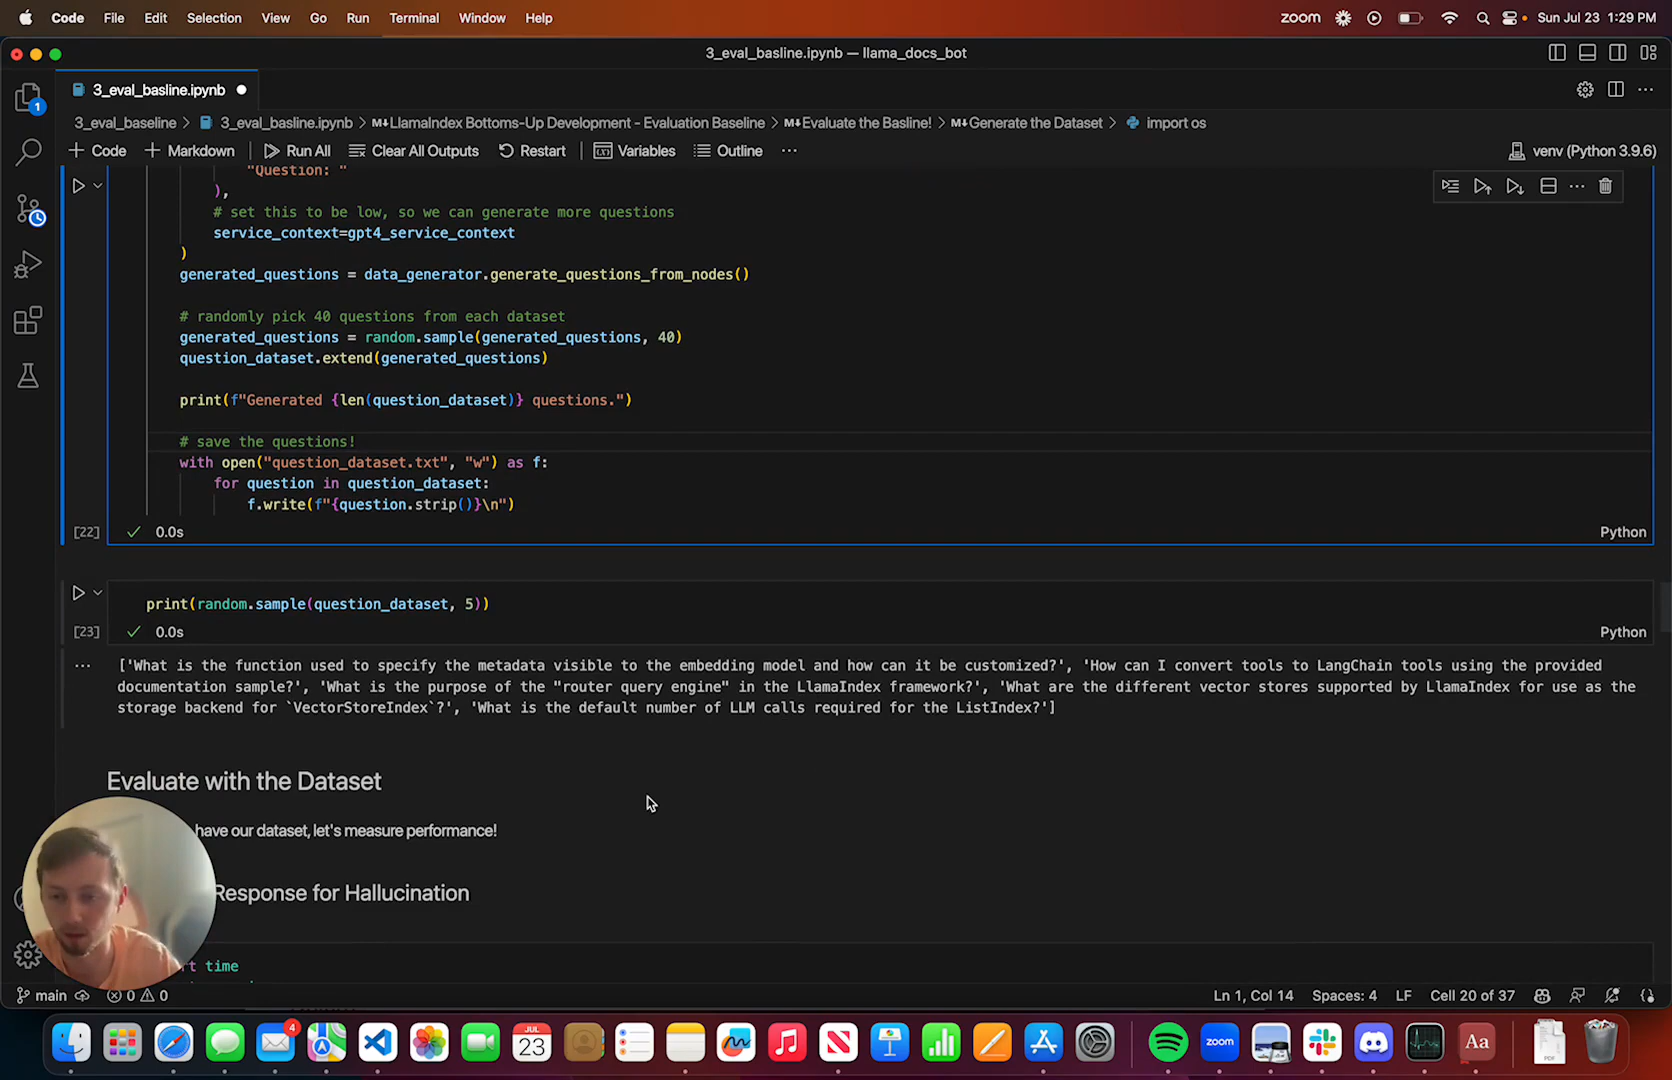 Code File Edit Selection View Go Run Terminal Window Help zoom Sun Jul 23 1:29 PM
3_eval_basline.ipynb — llama_docs_bot
3_eval_basline.ipynb
1
3_eval_baseline > 3_eval_basline.ipynb > M↓LlamaIndex Bottoms-Up Development - Evaluation Baseline > M↓Evaluate the Basline! > M↓Generate the Dataset > import os
+ Code + Markdown Run All Clear All Outputs Restart Variables Outline ... venv (Python 3.9.6)
"Question: "
),
# set this to be low, so we can generate more questions
service_context=gpt4_service_context
)
generated_questions = data_generator.generate_questions_from_nodes()
# randomly pick 40 questions from each dataset
generated_questions = random.sample(generated_questions, 40)
question_dataset.extend(generated_questions)
print(f"Generated {len(question_dataset)} questions.")
# save the questions!
with open("question_dataset.txt", "w") as f:
for question in question_dataset:
f.write(f"{question.strip()}\n")
[22] 0.0s Python
print(random.sample(question_dataset, 5))
[23] 0.0s Python
... ['What is the function used to specify the metadata visible to the embedding model and how can it be customized?', 'How can I convert tools to LangChain tools using the provided
documentation sample?', 'What is the purpose of the "router query engine" in the LlamaIndex framework?', 'What are the different vector stores supported by LlamaIndex for use as the
storage backend for `VectorStoreIndex`?', 'What is the default number of LLM calls required for the ListIndex?']
Evaluate with the Dataset
have our dataset, let's measure performance!
Response for Hallucination
rt time
main 0 0 Ln 1, Col 14 Spaces: 4 LF Cell 20 of 37
4 JUL 23 zoom Aa PDF